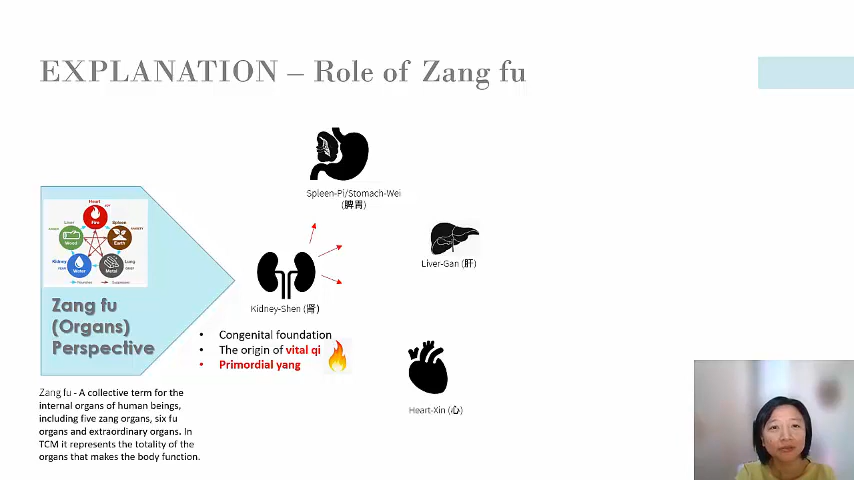 EXPLANATION – Role of Zang fu
Spleen-Pi/Stomach-Wei
(脾胃)
Heart
Fire
Liver
Wood
Spleen
Earth
Kidney
Water
Lung
Metal
Liver-Gan (肝)
Kidney-Shen (肾)
Zang fu
(Organs)
Perspective
• Congenital foundation
• The origin of vital qi
• Primordial yang
Heart-Xin (心)
Zang fu - A collective term for the
internal organs of human beings,
including five zang organs, six fu
organs and extraordinary organs. In
TCM it represents the totality of the
organs that makes the body function.